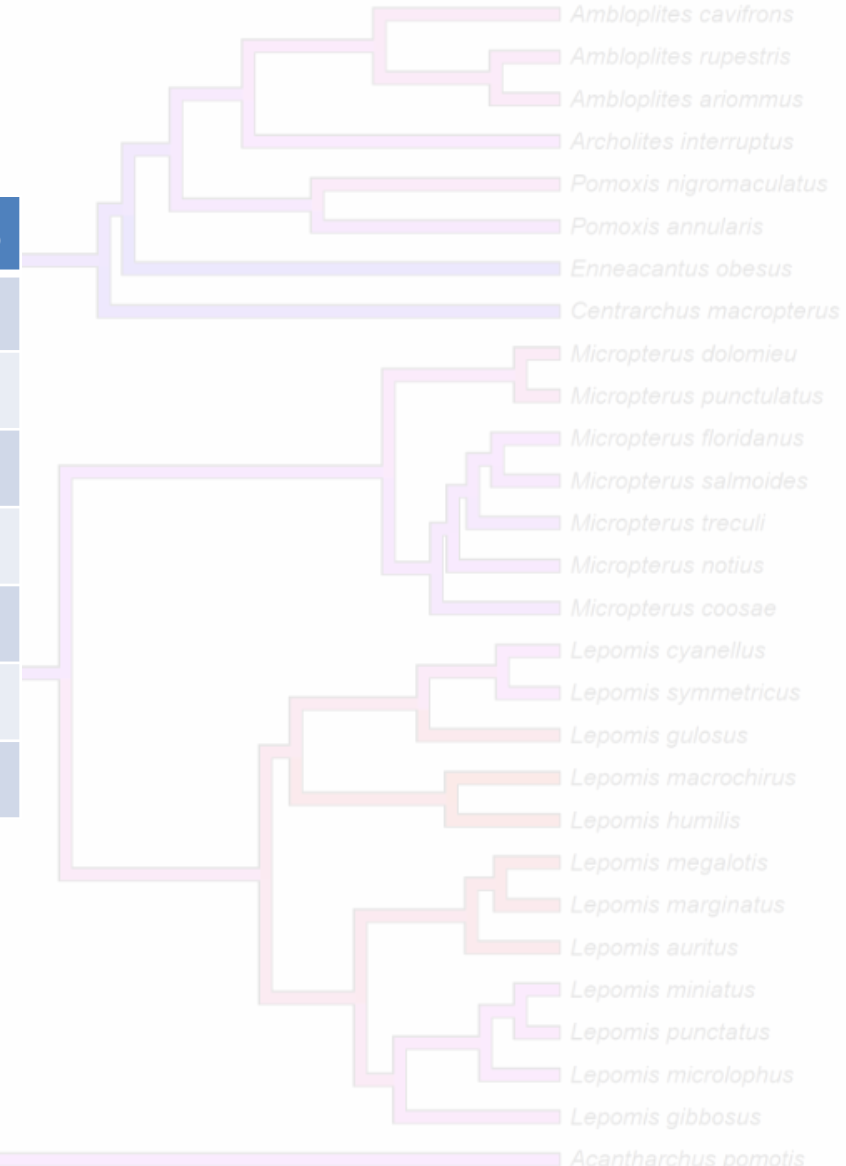 Ambloplites cavifrons
Ambloplites rupestris
Ambloplites ariommus
Archolites interruptus
Pomoxis nigromaculatus
Pomoxis annularis
Enneacantus obesus
Centrarchus macropterus
Micropterus dolomieu
Micropterus punctulatus
Micropterus floridanus
Micropterus salmoides
Micropterus treculi
Micropterus notius
Micropterus coosae
Lepomis cyanellus
Lepomis symmetricus
Lepomis gulosus
Lepomis macrochirus
Lepomis humilis
Lepomis megalotis
Lepomis marginatus
Lepomis auritus
Lepomis miniatus
Lepomis punctatus
Lepomis microlophus
Lepomis gibbosus
Acantharchus pomotis